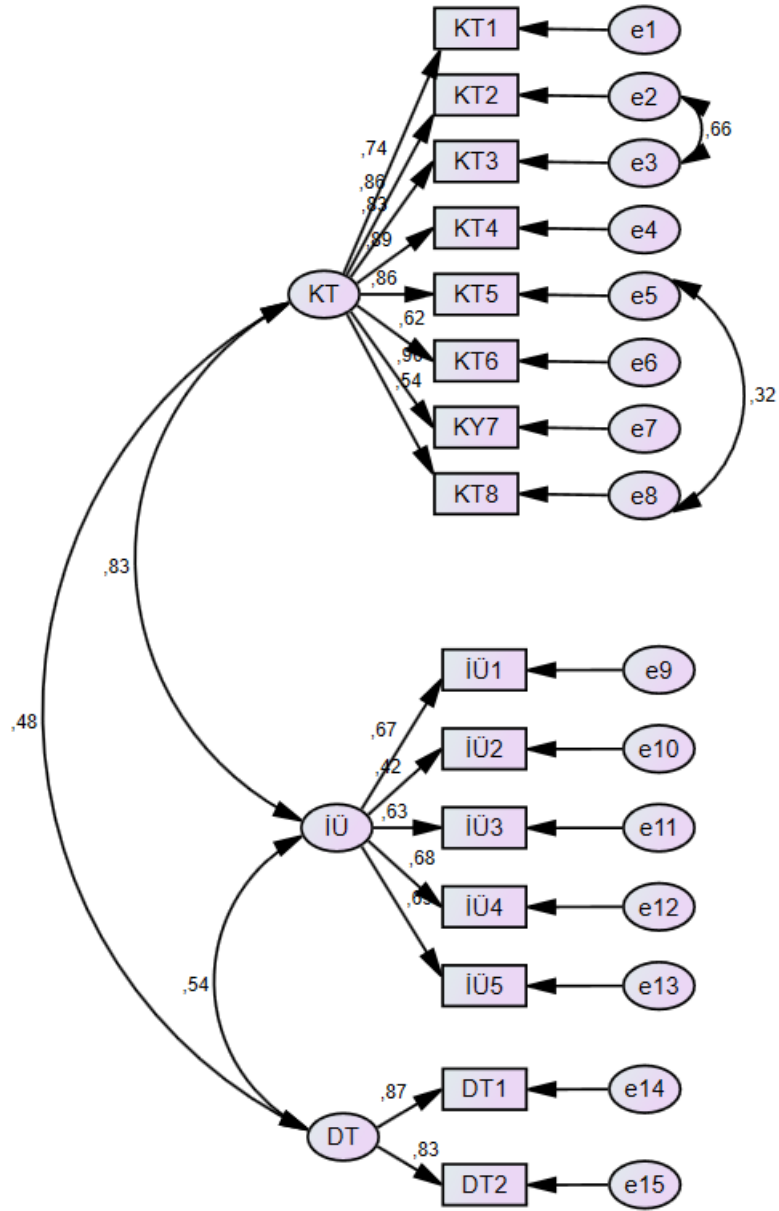 KT1
e1
KT2
e2
,66
,74
KT3
e3
,86
,83
KT4
e4
,89
KT
,86
KT5
e5
,62
KT6
e6
,54
,32
KY7
e7
KT8
e8
,83
,48
İÜ1
e9
,67
İÜ2
e10
,42
İÜ
,63
İÜ3
e11
,68
İÜ4
e12
,54
İÜ5
e13
DT1
e14
,87
DT
,83
DT2
e15